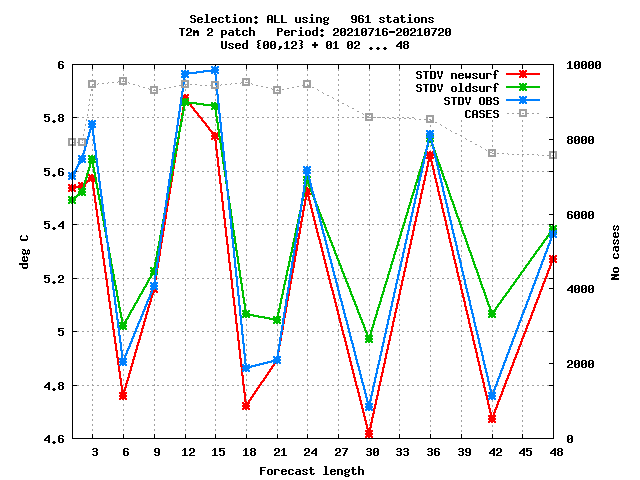 Selection: ALL using   961 stations
T2m 2 patch   Period: 20210716-20210720
Used {00,12} + 01 02 ... 48
STDV newsurf
STDV oldsurf
STDV OBS
CASES
6
5.8
5.6
5.4
5.2
5
4.8
4.6
deg C
10000
8000
6000
4000
2000
0
No cases
3 6 9 12 15 18 21 24 27 30 33 36 39 42 45 48
Forecast length